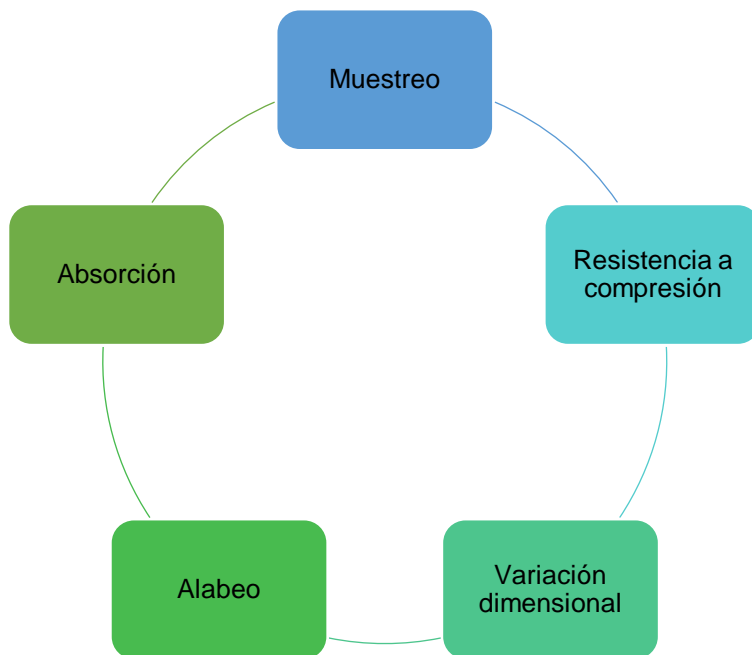 Muestreo
Resistencia a
compresión
Variación
dimensional
Alabeo
Absorción